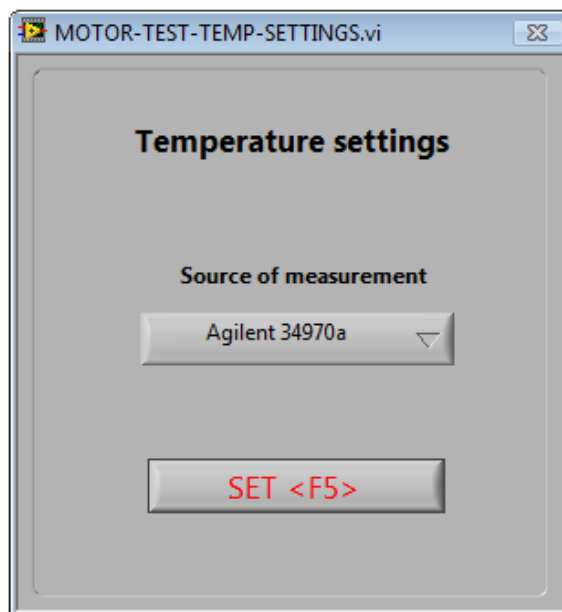 MOTOR-TEST-TEMP-SETTINGS.vi
Temperature settings
Source of measurement
Agilent 34970a
SET <F5>